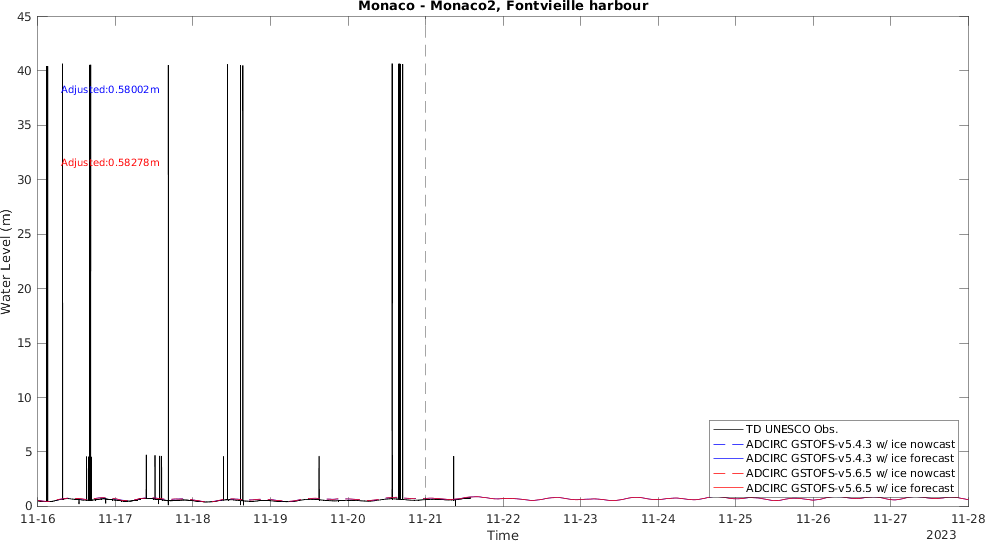 Monaco - Monaco2, Fontvieille harbour
45
40
35
30
25
20
15
10
5
0
Water Level (m)
Adjusted:0.58002m
Adjusted:0.58278m
TD UNESCO Obs.
ADCIRC GSTOFS-v5.4.3 w/ ice nowcast
ADCIRC GSTOFS-v5.4.3 w/ ice forecast
ADCIRC GSTOFS-v5.6.5 w/ ice nowcast
ADCIRC GSTOFS-v5.6.5 w/ ice forecast
11-16 11-17 11-18 11-19 11-20 11-21 11-22 11-23 11-24 11-25 11-26 11-27 11-28
Time
2023